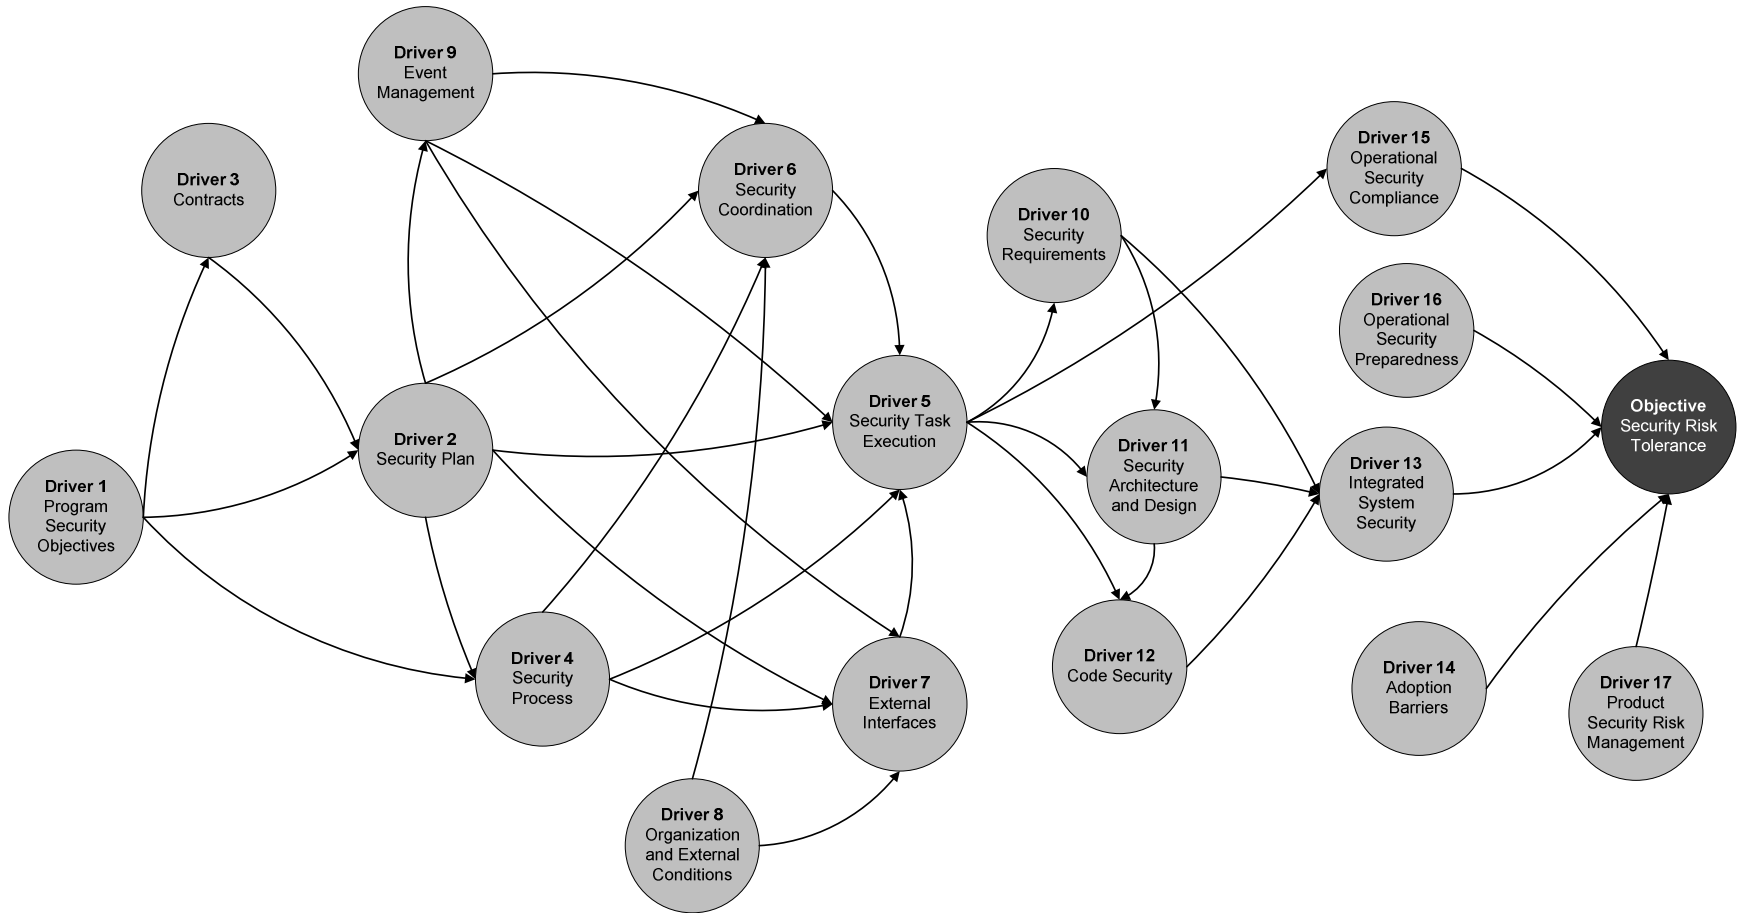 Driver 9
Event
Management
Driver 3
Contracts
Driver 6
Security
Coordination
Driver 15
Operational
Security
Compliance
Driver 10
Security
Requirements
Driver 16
Operational
Security
Preparedness
Driver 5
Security Task
Execution
Objective
Security Risk
Tolerance
Driver 2
Security Plan
Driver 11
Security
Architecture
and Design
Driver 13
Integrated
System
Security
Driver 1
Program
Security
Objectives
Driver 4
Security
Process
Driver 12
Code Security
Driver 7
External
Interfaces
Driver 14
Adoption
Barriers
Driver 17
Product
Security Risk
Management
Driver 8
Organization
and External
Conditions